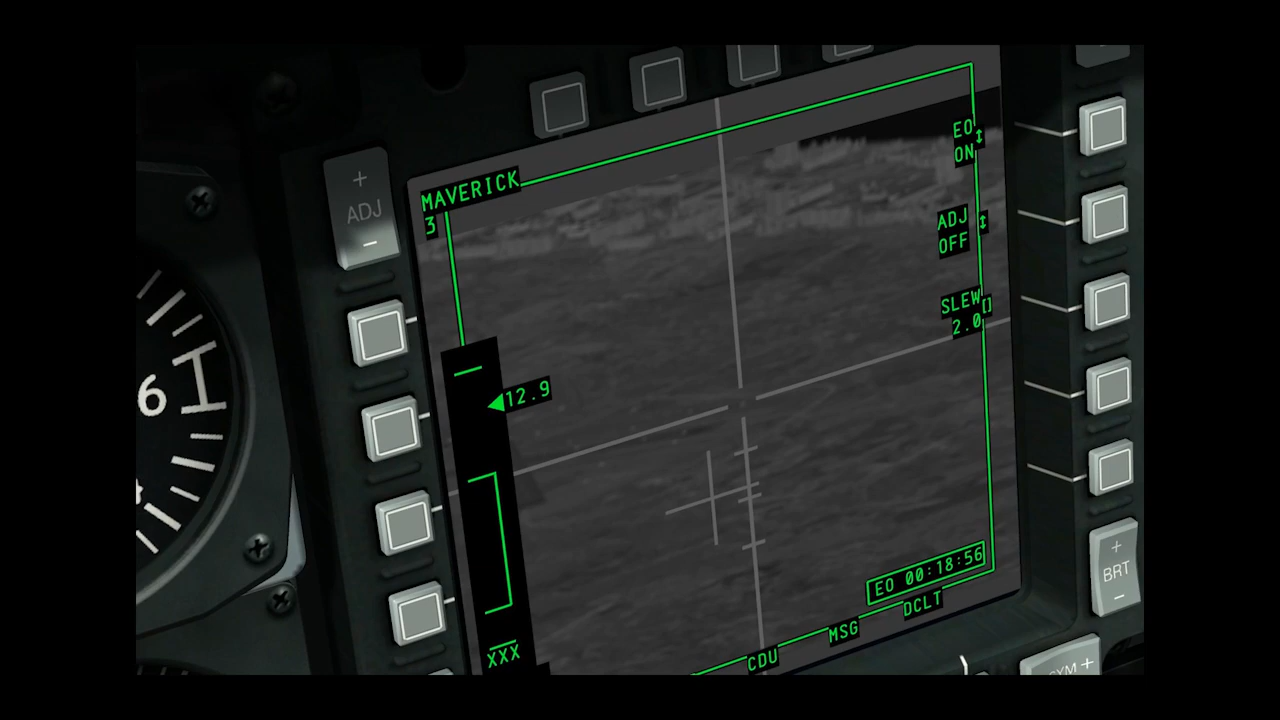 +
ADJ
−
MAVERICK
3
EO
ON
ADJ
OFF
SLEW
2.0
12.9
6
XXX
EO 00:18:56
CDU
MSG
DCLT
+
BRT
−